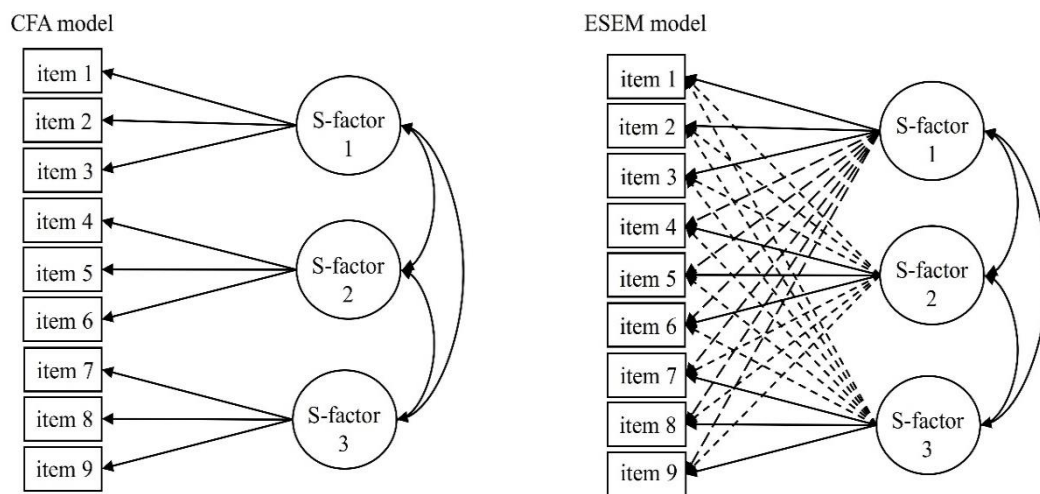 CFA model
item 1
item 2
item 3
item 4
item 5
item 6
item 7
item 8
item 9
S-factor
1
S-factor
2
S-factor
3
ESEM model
item 1
item 2
item 3
item 4
item 5
item 6
item 7
item 8
item 9
S-factor
1
S-factor
2
S-factor
3